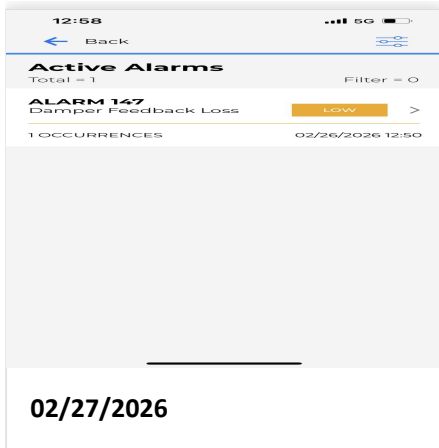 12:58 5G
Back
Active Alarms
Total = 1 Filter = 0
ALARM 147
Damper Feedback Loss LOW >
1 OCCURRENCES 02/26/2026 12:50
02/27/2026